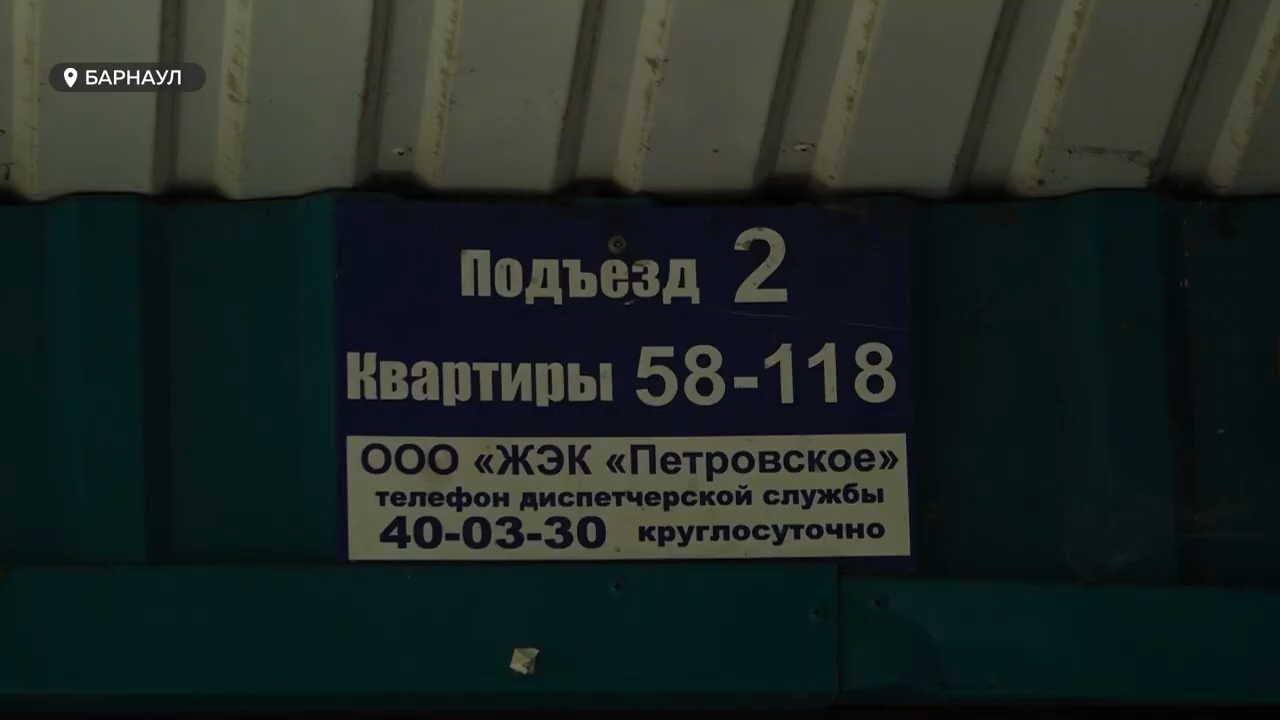 БАРНАУЛ
Подъезд 2
Квартиры 58-118
ООО «ЖЭК «Петровское»
телефон диспетчерской службы
40-03-30 круглосуточно